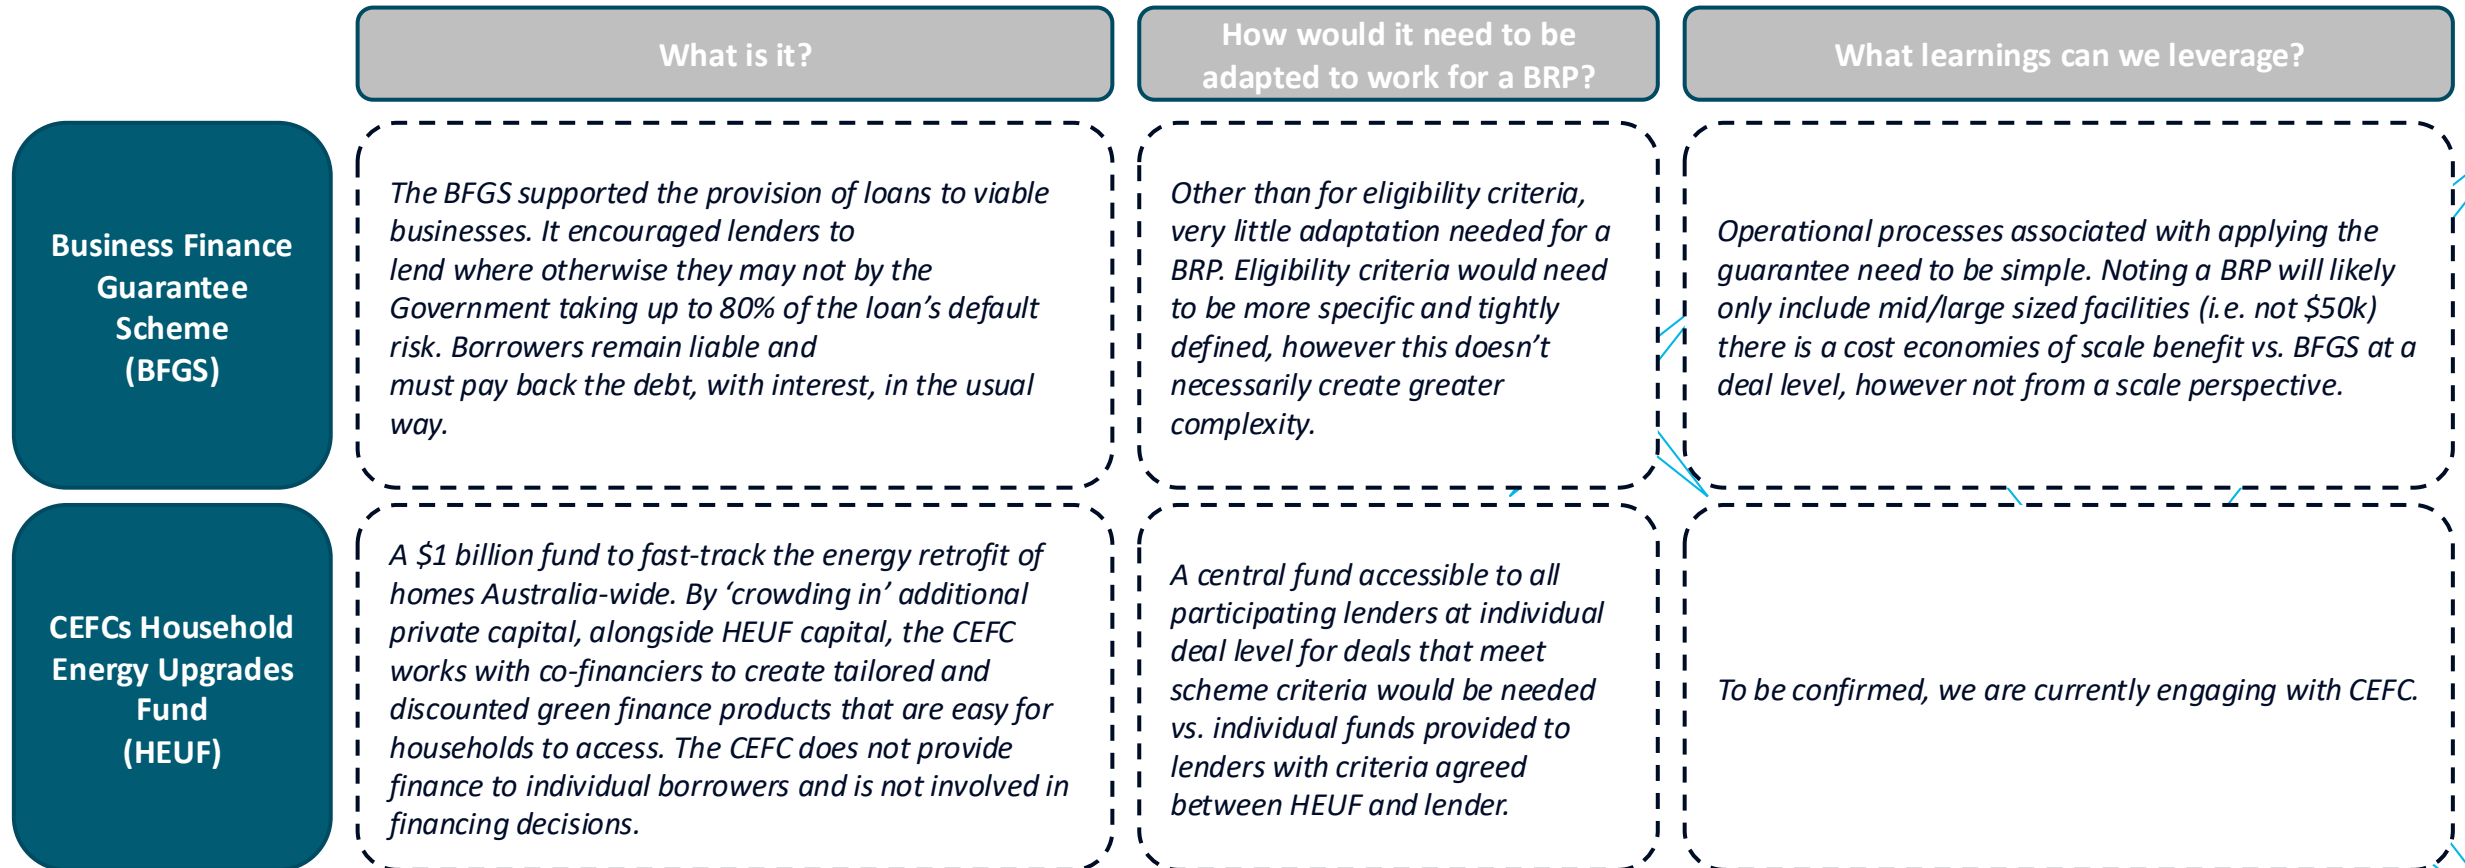 What is it?
How would it need to be
adapted to work for a BRP?
What learnings can we leverage?
Business Finance
Guarantee
Scheme
(BFGS)
The BFGS supported the provision of loans to viable
businesses. It encouraged lenders to
lend where otherwise they may not by the
Government taking up to 80% of the loan’s default
risk. Borrowers remain liable and
must pay back the debt, with interest, in the usual
way.
Other than for eligibility criteria,
very little adaptation needed for a
BRP. Eligibility criteria would need
to be more specific and tightly
defined, however this doesn’t
necessarily create greater
complexity.
Operational processes associated with applying the
guarantee need to be simple. Noting a BRP will likely
only include mid/large sized facilities (i.e. not $50k)
there is a cost economies of scale benefit vs. BFGS at a
deal level, however not from a scale perspective.
CEFCs Household
Energy Upgrades
Fund
(HEUF)
A $1 billion fund to fast-track the energy retrofit of
homes Australia-wide. By ‘crowding in’ additional
private capital, alongside HEUF capital, the CEFC
works with co-financiers to create tailored and
discounted green finance products that are easy for
households to access. The CEFC does not provide
finance to individual borrowers and is not involved in
financing decisions.
A central fund accessible to all
participating lenders at individual
deal level for deals that meet
scheme criteria would be needed
vs. individual funds provided to
lenders with criteria agreed
between HEUF and lender.
To be confirmed, we are currently engaging with CEFC.